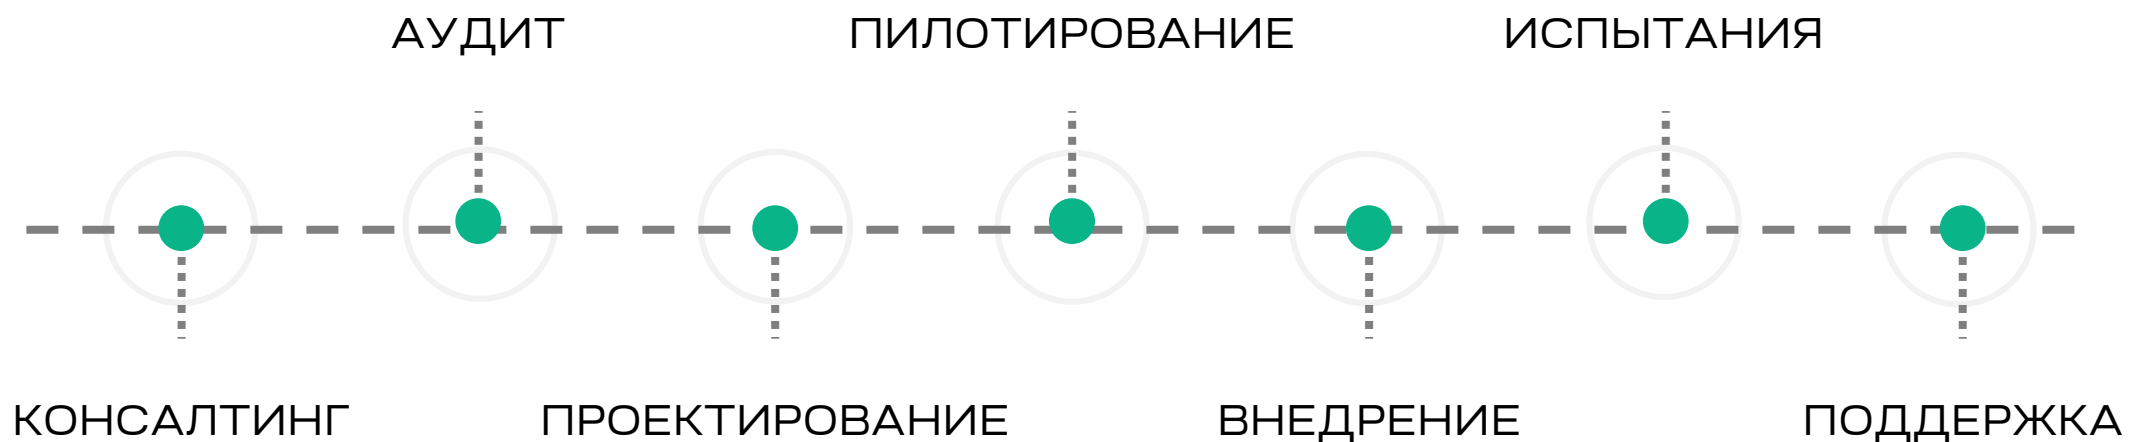 АУДИТ
ПИЛОТИРОВАНИЕ
ИСПЫТАНИЯ
КОНСАЛТИНГ
ПРОЕКТИРОВАНИЕ
ВНЕДРЕНИЕ
ПОДДЕРЖКА